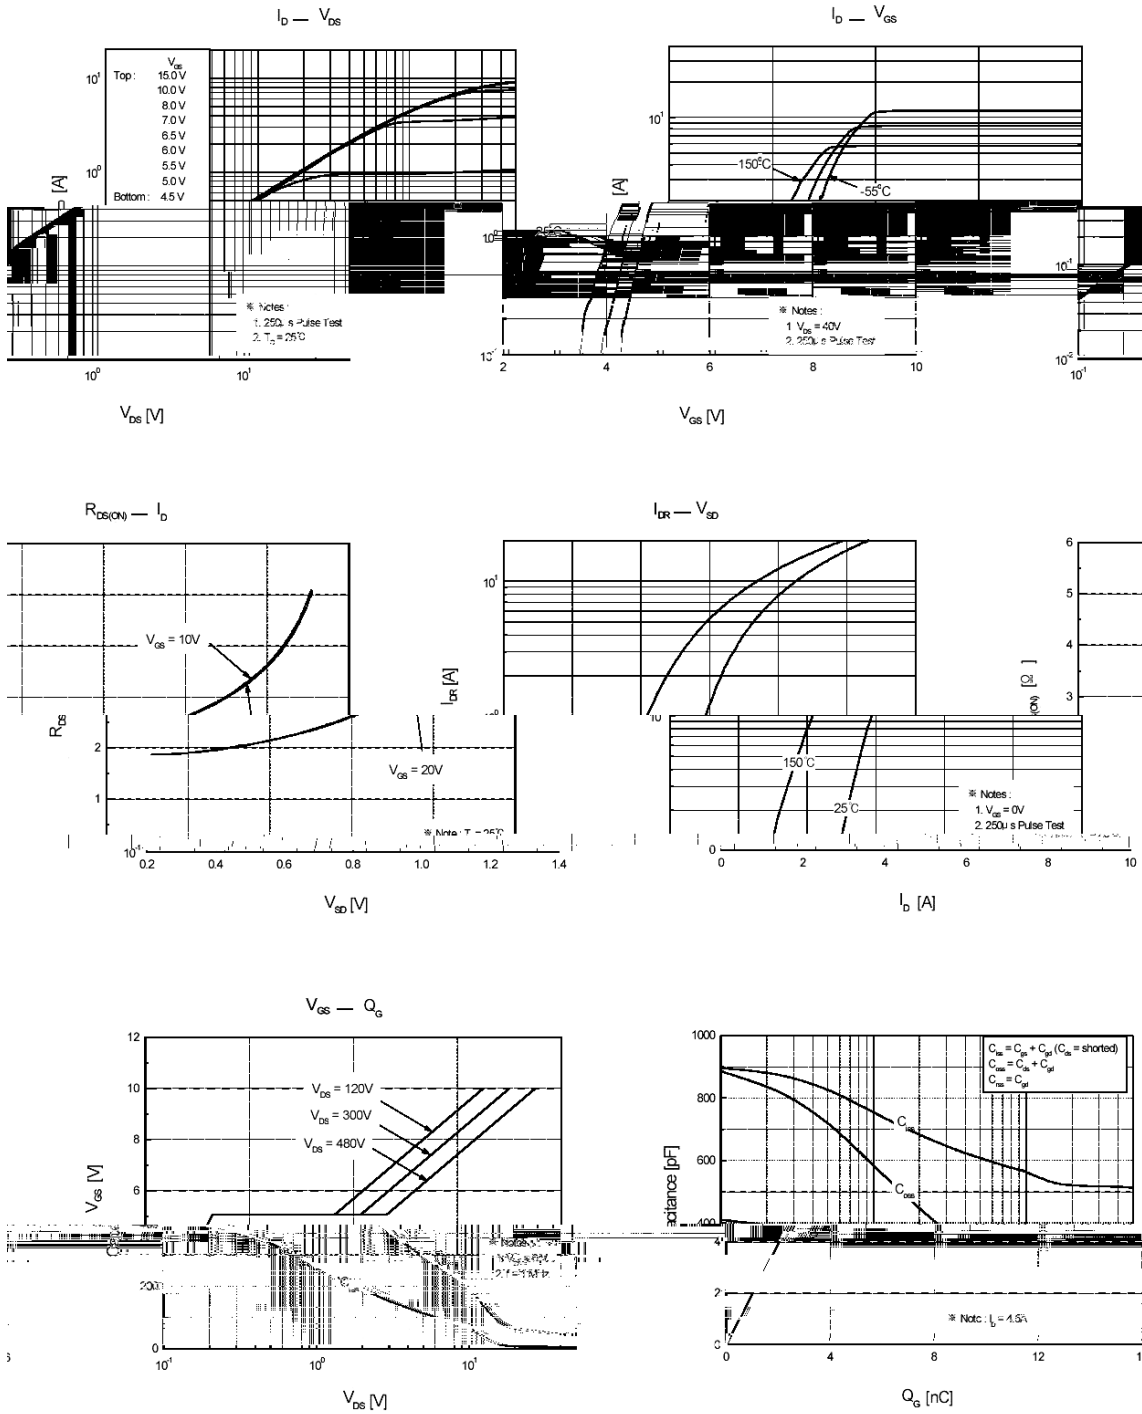 I_D — V_DS
I_D — V_GS
V_GS
Top : 15.0 V
10.0 V
8.0 V
7.0 V
6.5 V
6.0 V
5.5 V
5.0 V
Bottom : 4.5 V
10^1
10^0
[A]
10^1
[A]
150°C
-55°C
10^0
10^-1
10^-2
※ Notes :
1. 250μ s Pulse Test
2. T_C = 25°C
※ Notes :
1. V_DS = 40V
2. 250μ s Pulse Test
10^0 10^1
2 4 6 8 10
10^-1
V_DS [V]
V_GS [V]
R_DS(ON) — I_D
I_DR — V_SD
V_GS = 10V
10^1
6
5
4
3
I_DR [A]
[Ω]
R_DS
2
1
V_GS = 20V
150°C
25°C
※ Notes :
1. V_GS = 0V
2. 250μ s Pulse Test
0.2 0.4 0.6 0.8 1.0 1.2 1.4
0
0 2 4 6 8 10
V_SD [V]
I_D [A]
V_GS — Q_G
12
10
8
6
V_GS [V]
V_DS = 120V
V_DS = 300V
V_DS = 480V
1000
800
600
C_iss = C_gs + C_gd (C_ds = shorted)
C_oss = C_ds + C_gd
C_rss = C_gd
C_iss
C_oss
acitance [pF]
4
2
0
※ Note : I_D = 4.5A
200
0
10^-1 10^0 10^1
0 4 8 12
V_DS [V]
Q_G [nC]